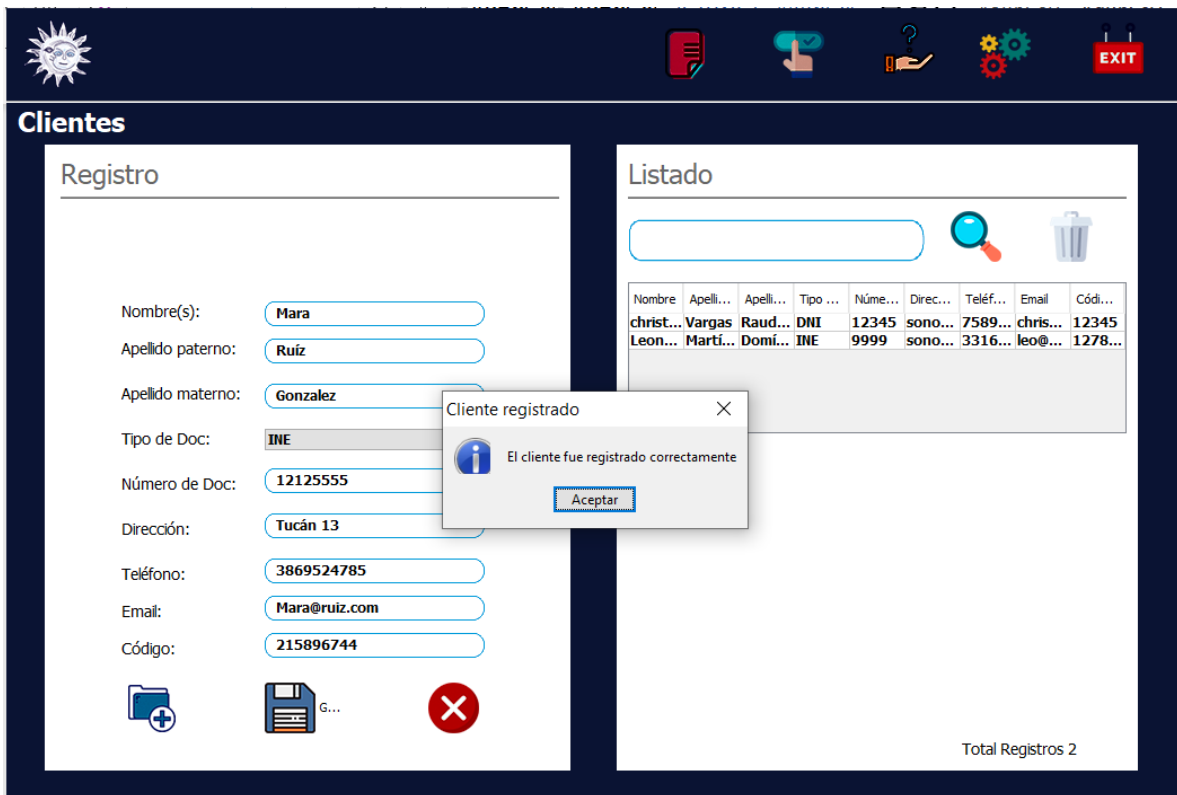 EXIT
Clientes
Registro
Nombre(s): Mara
Apellido paterno: Ruíz
Apellido materno: Gonzalez
Tipo de Doc: INE
Número de Doc: 12125555
Dirección: Tucán 13
Teléfono: 3869524785
Email: Mara@ruiz.com
Código: 215896744
G...
Cliente registrado
El cliente fue registrado correctamente
Aceptar
Listado
Nombre Apelli... Apelli... Tipo ... Núme... Direc... Teléf... Email Códi...
christ... Vargas Raud... DNI 12345 sono... 7589... chris... 12345
Leon... Martí... Domí... INE 9999 sono... 3316... leo@... 1278...
Total Registros 2